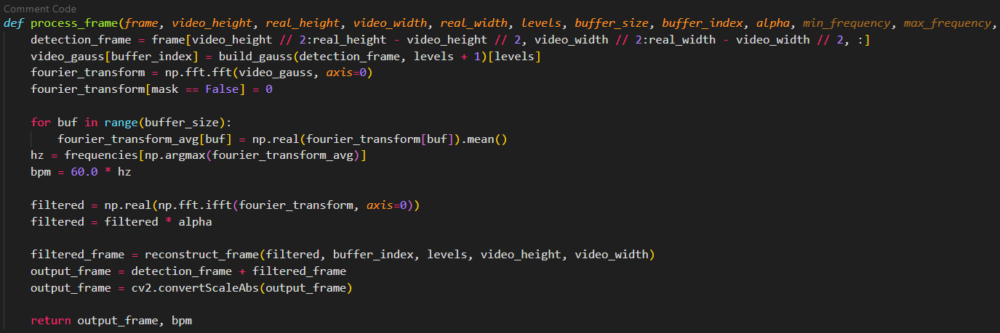 Comment Code
def process_frame(frame, video_height, real_height, video_width, real_width, levels, buffer_size, buffer_index, alpha, min_frequency, max_frequency,
    detection_frame = frame[video_height // 2:real_height - video_height // 2, video_width // 2:real_width - video_width // 2, :]
    video_gauss[buffer_index] = build_gauss(detection_frame, levels + 1)[levels]
    fourier_transform = np.fft.fft(video_gauss, axis=0)
    fourier_transform[mask == False] = 0
    for buf in range(buffer_size):
        fourier_transform_avg[buf] = np.real(fourier_transform[buf]).mean()
    hz = frequencies[np.argmax(fourier_transform_avg)]
    bpm = 60.0 * hz
    filtered = np.real(np.fft.ifft(fourier_transform, axis=0))
    filtered = filtered * alpha
    filtered_frame = reconstruct_frame(filtered, buffer_index, levels, video_height, video_width)
    output_frame = detection_frame + filtered_frame
    output_frame = cv2.convertScaleAbs(output_frame)
    return output_frame, bpm